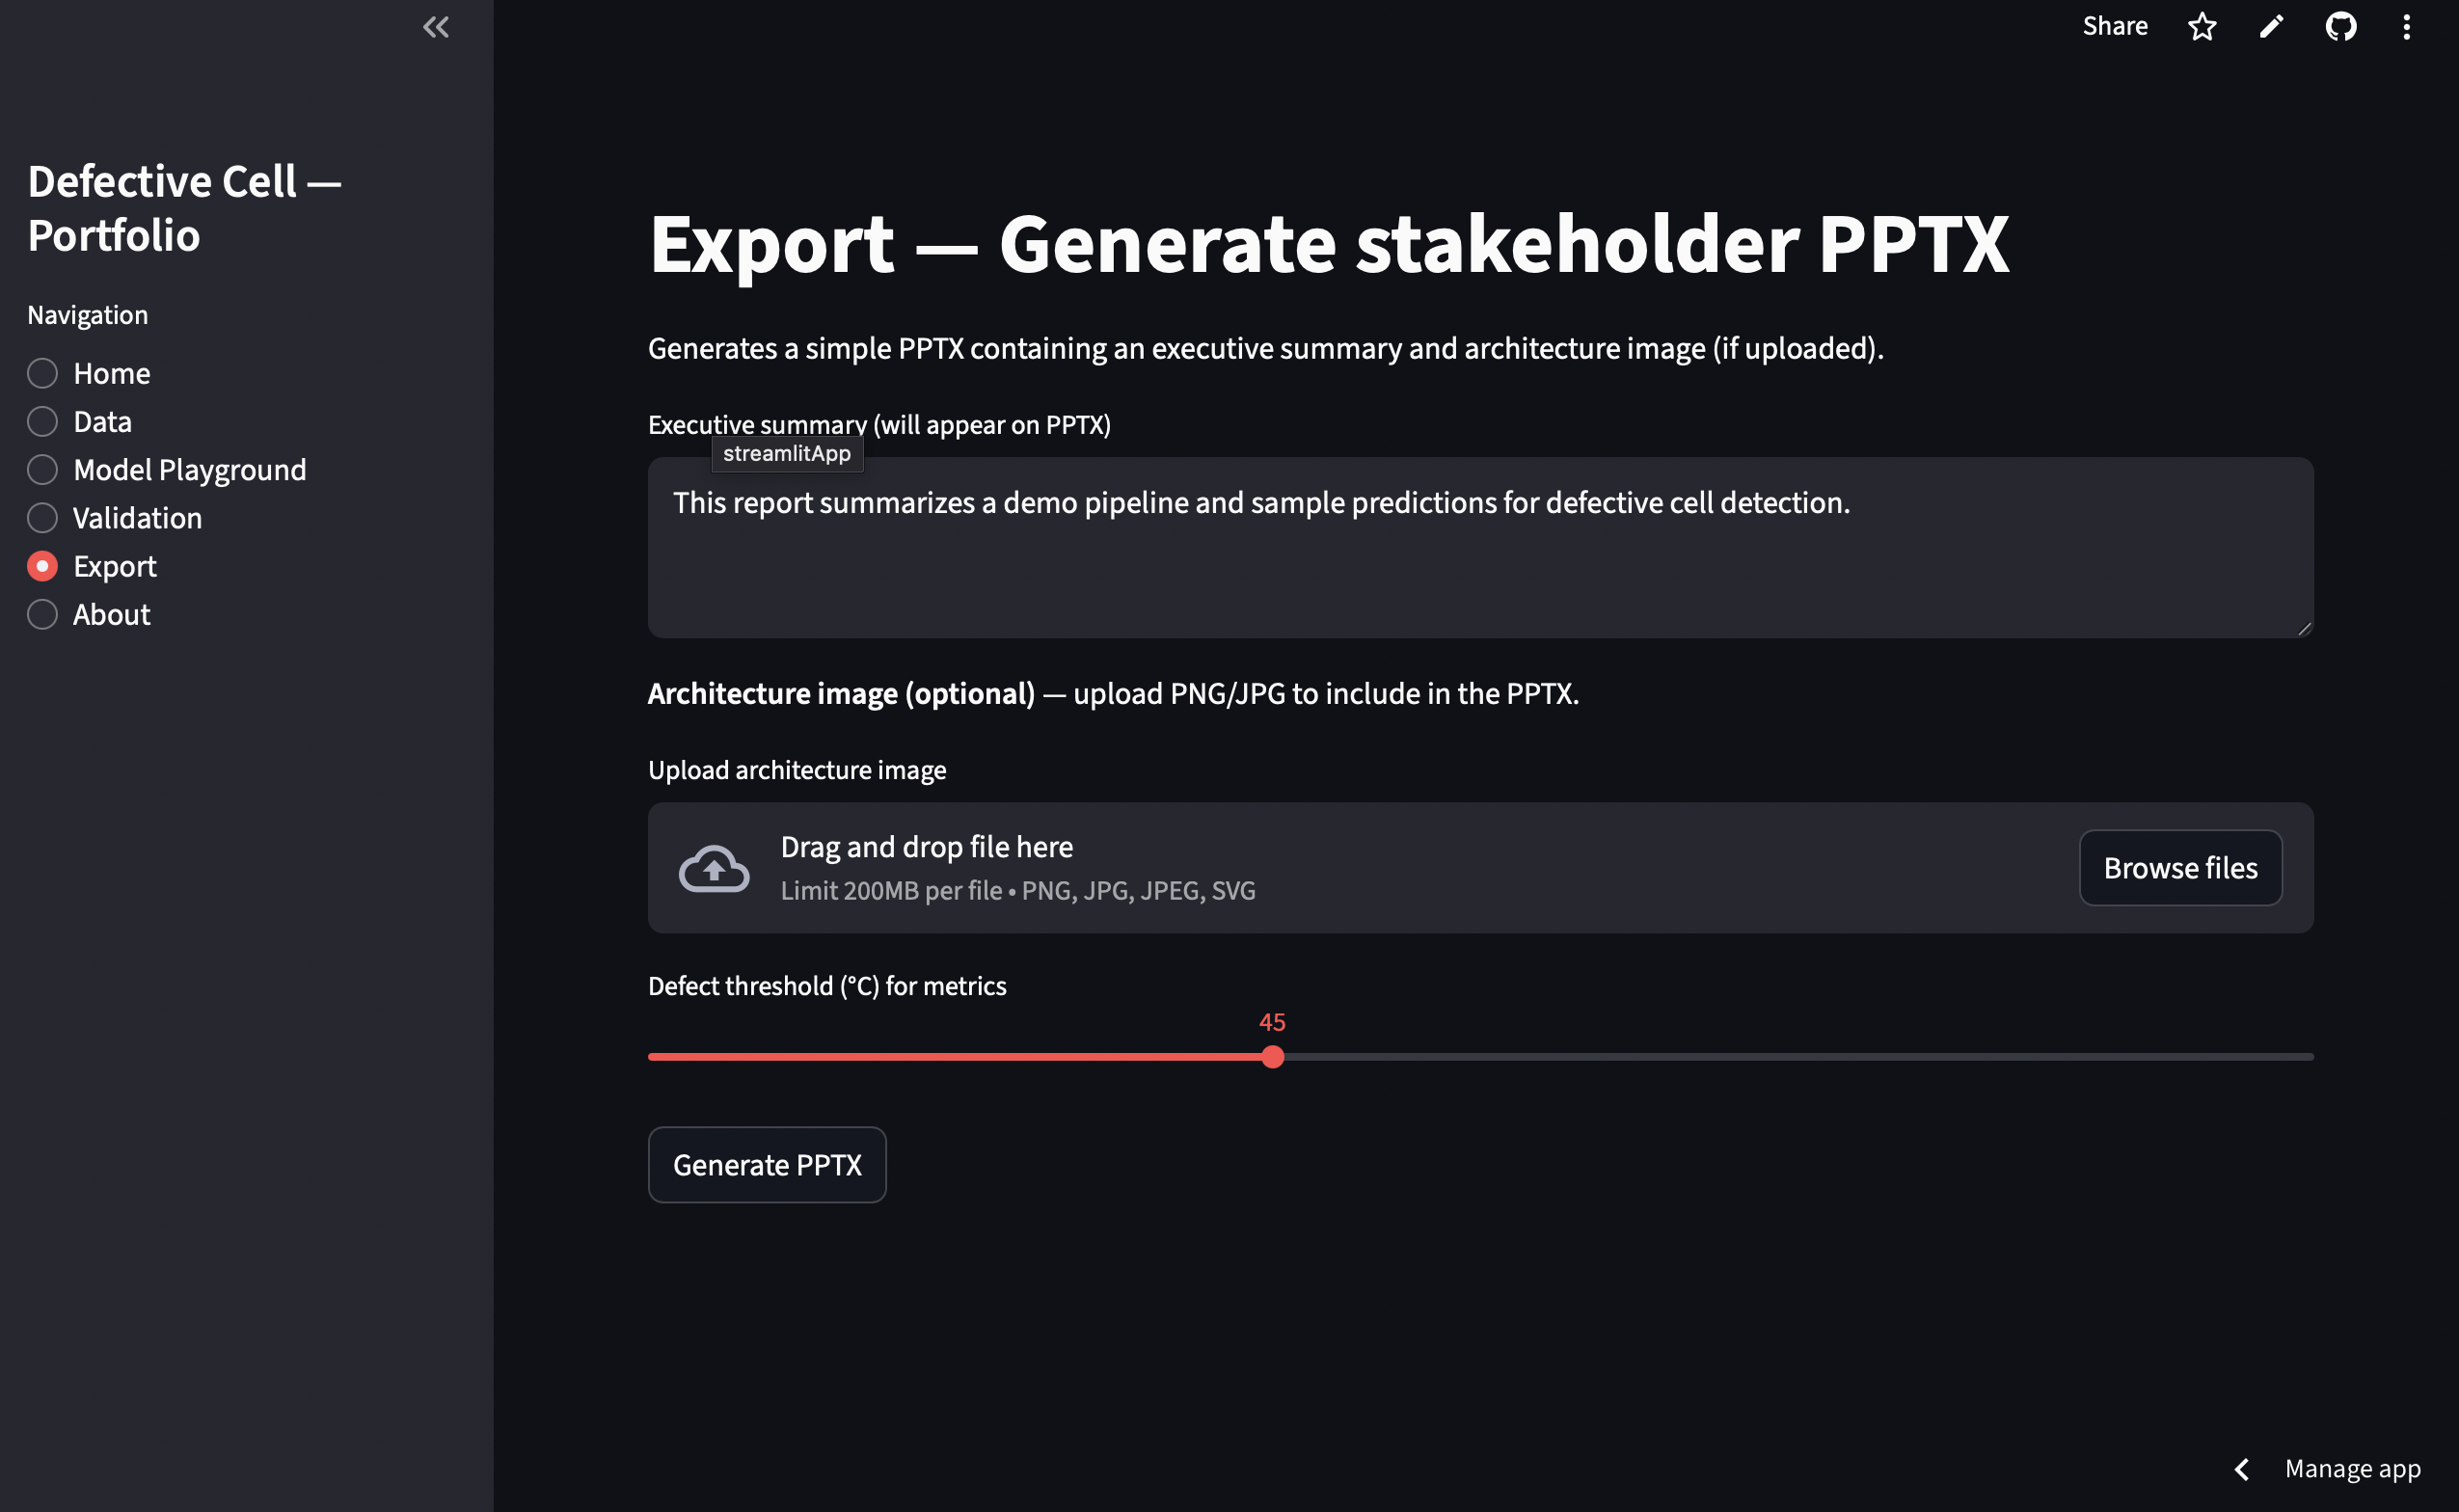 Share
Defective Cell —
Portfolio
Navigation
Home
Data
Model Playground
Validation
Export
About
Export — Generate stakeholder PPTX
Generates a simple PPTX containing an executive summary and architecture image (if uploaded).
Executive summary (will appear on PPTX)
streamlitApp
This report summarizes a demo pipeline and sample predictions for defective cell detection.
Architecture image (optional) — upload PNG/JPG to include in the PPTX.
Upload architecture image
Drag and drop file here
Limit 200MB per file • PNG, JPG, JPEG, SVG
Browse files
Defect threshold (°C) for metrics
45
Generate PPTX
Manage app